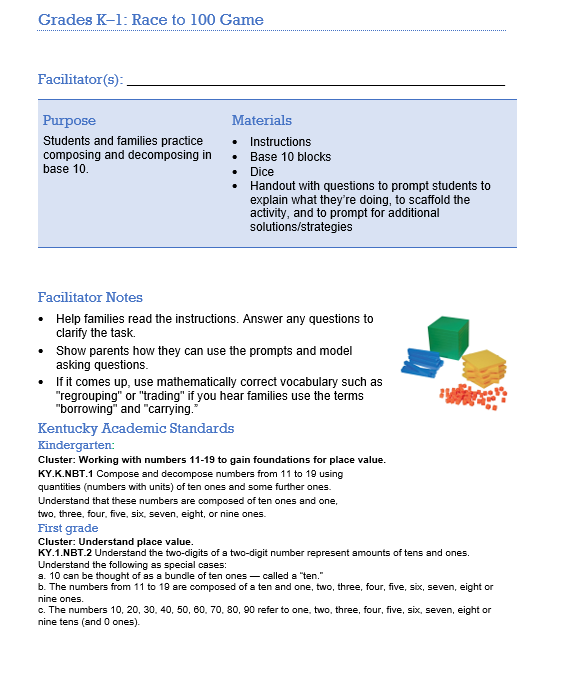 Grades K–1: Race to 100 Game
Facilitator(s):
Purpose
Students and families practice
composing and decomposing in
base 10.
Materials
• Instructions
• Base 10 blocks
• Dice
• Handout with questions to prompt students to
explain what they're doing, to scaffold the
activity, and to prompt for additional
solutions/strategies
Facilitator Notes
• Help families read the instructions. Answer any questions to
clarify the task.
• Show parents how they can use the prompts and model
asking questions.
• If it comes up, use mathematically correct vocabulary such as
"regrouping" or "trading" if you hear families use the terms
"borrowing" and "carrying.”
Kentucky Academic Standards
Kindergarten:
Cluster: Working with numbers 11-19 to gain foundations for place value.
KY.K.NBT.1 Compose and decompose numbers from 11 to 19 using
quantities (numbers with units) of ten ones and some further ones.
Understand that these numbers are composed of ten ones and one,
two, three, four, five, six, seven, eight, or nine ones.
First grade
Cluster: Understand place value.
KY.1.NBT.2 Understand the two-digits of a two-digit number represent amounts of tens and ones.
Understand the following as special cases:
a. 10 can be thought of as a bundle of ten ones — called a “ten.”
b. The numbers from 11 to 19 are composed of a ten and one, two, three, four, five, six, seven, eight or
nine ones.
c. The numbers 10, 20, 30, 40, 50, 60, 70, 80, 90 refer to one, two, three, four, five, six, seven, eight or
nine tens (and 0 ones).